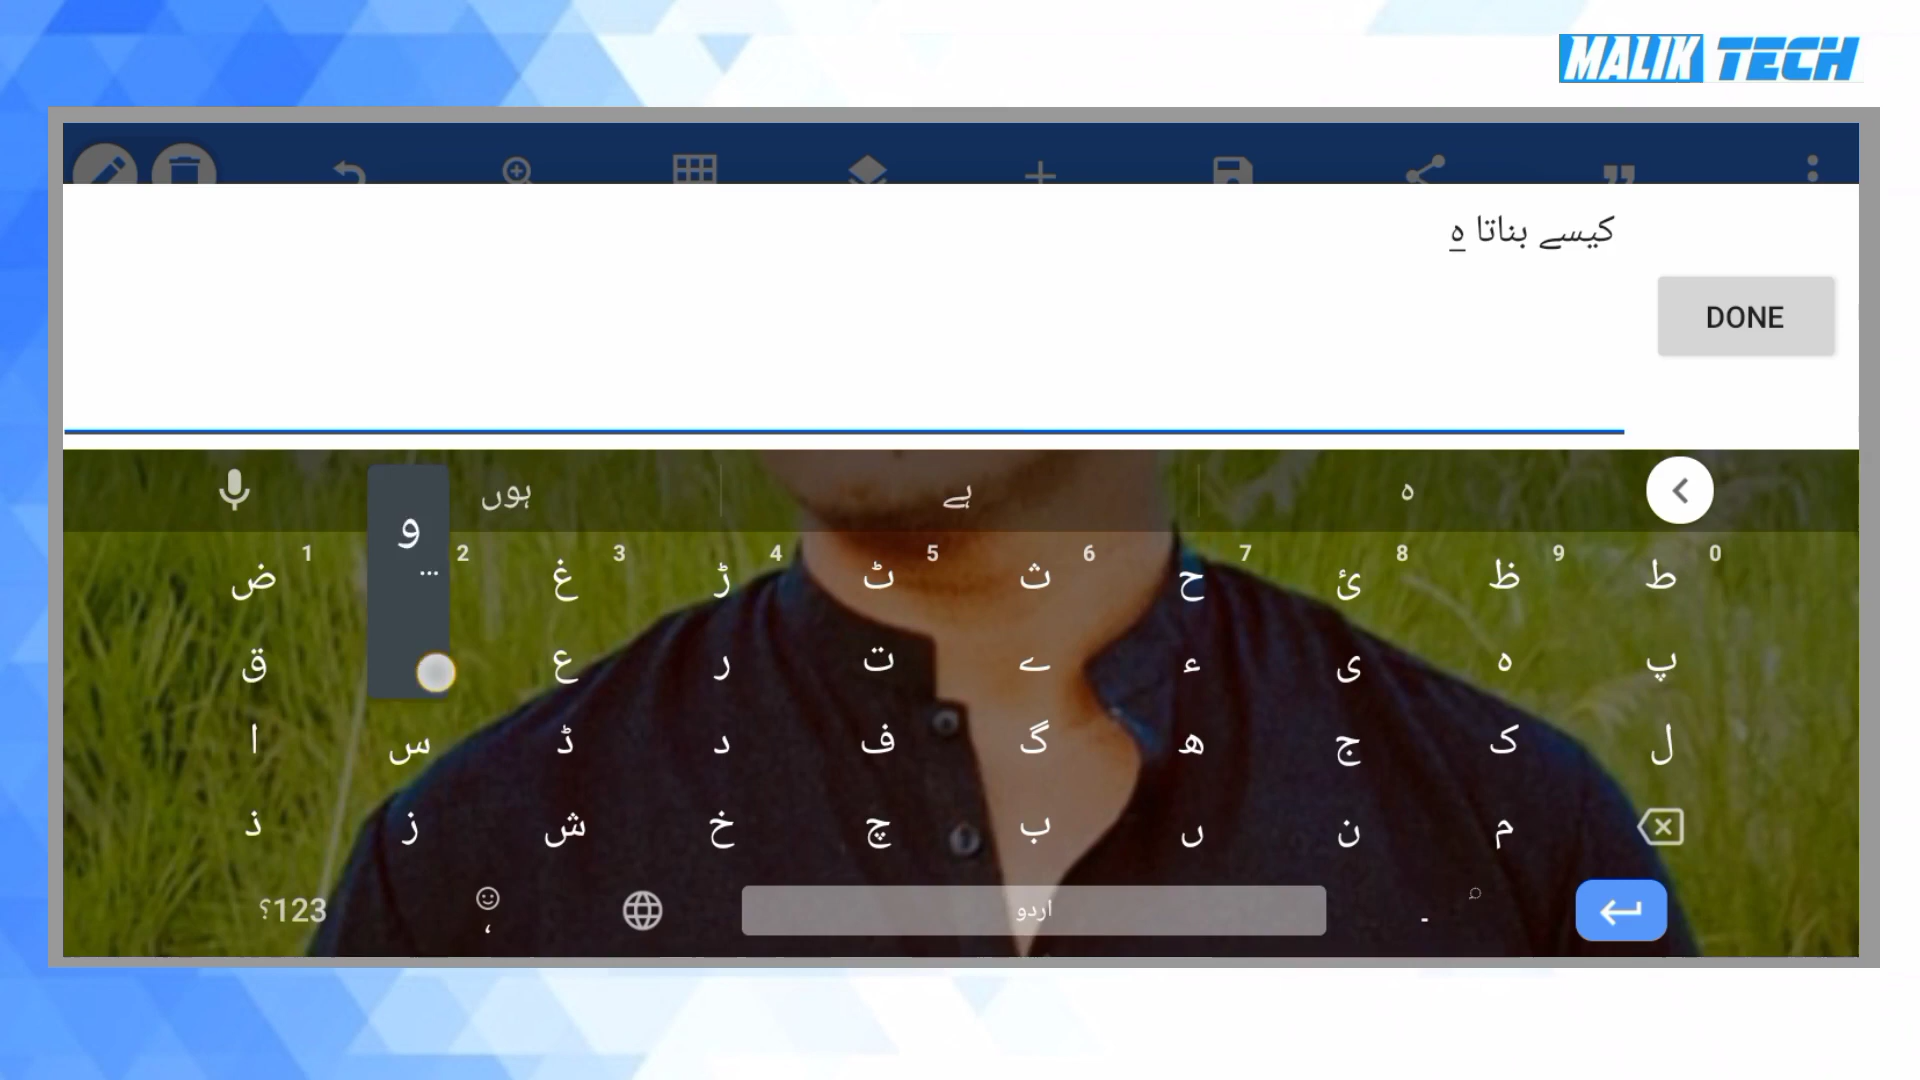 MALIK TECH
کیسے بناتا ہ
DONE
ہوں ہے ہ
و
...
1 2 3 4 5 6 7 8 9 0
ض غ ڑ ٹ ث ح ئ ظ ط
ق ع ر ت ے ء ی ہ پ
ا س ڈ د ف گ ھ ج ک ل
ذ ز ش خ چ ب ں ن م
؟123 ، اردو ۔